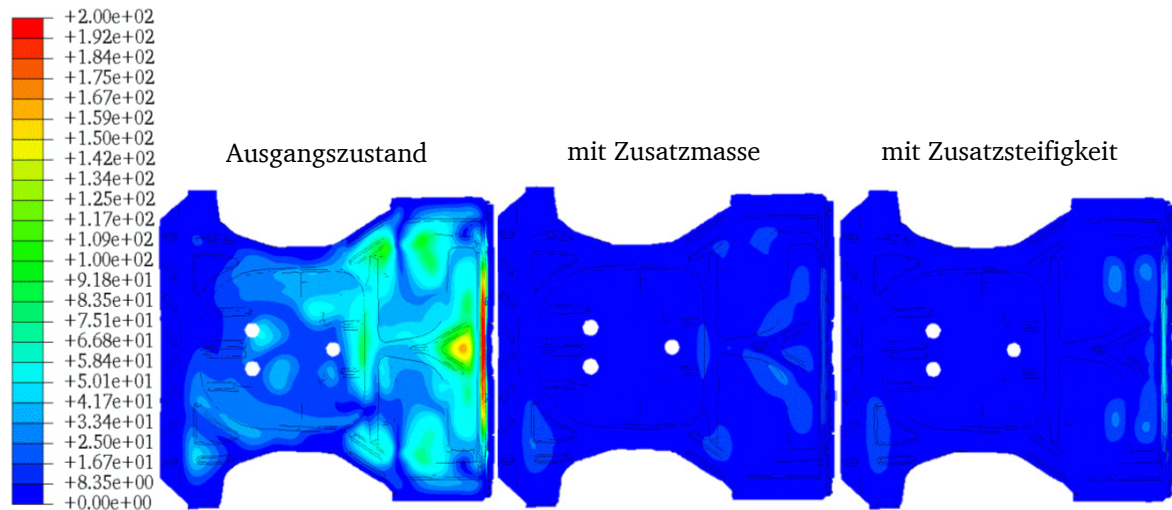 +2.00e+02
+1.92e+02
+1.84e+02
+1.75e+02
+1.67e+02
+1.59e+02
+1.50e+02
+1.42e+02
+1.34e+02
+1.25e+02
+1.17e+02
+1.09e+02
+1.00e+02
+9.18e+01
+8.35e+01
+7.51e+01
+6.68e+01
+5.84e+01
+5.01e+01
+4.17e+01
+3.34e+01
+2.50e+01
+1.67e+01
+8.35e+00
+0.00e+00
Ausgangszustand
mit Zusatzmasse
mit Zusatzsteifigkeit